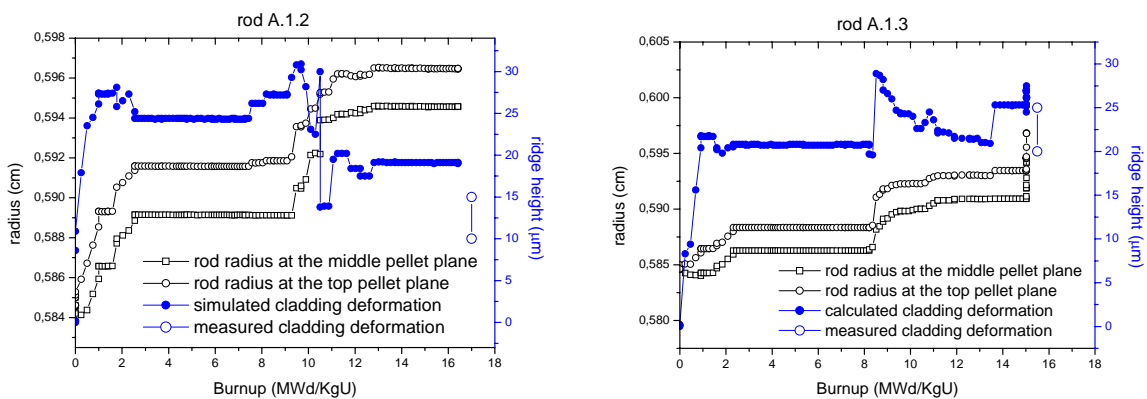 rod A.1.2
0,598
0,596
0,594
0,592
0,590
0,588
0,586
0,584
radius (cm)
30
25
20
15
10
5
0
ridge height (μm)
rod radius at the middle pellet plane
rod radius at the top pellet plane
simulated cladding deformation
measured cladding deformation
0 2 4 6 8 10 12 14 16 18
Burnup (MWd/KgU)
rod A.1.3
0,605
0,600
0,595
0,590
0,585
0,580
radius (cm)
30
25
20
15
10
5
0
ridge height (μm)
rod radius at the middle pellet plane
rod radius at the top pellet plane
calculated cladding deformation
measured cladding deformation
0 2 4 6 8 10 12 14 16 18
Burnup (MWd/KgU)